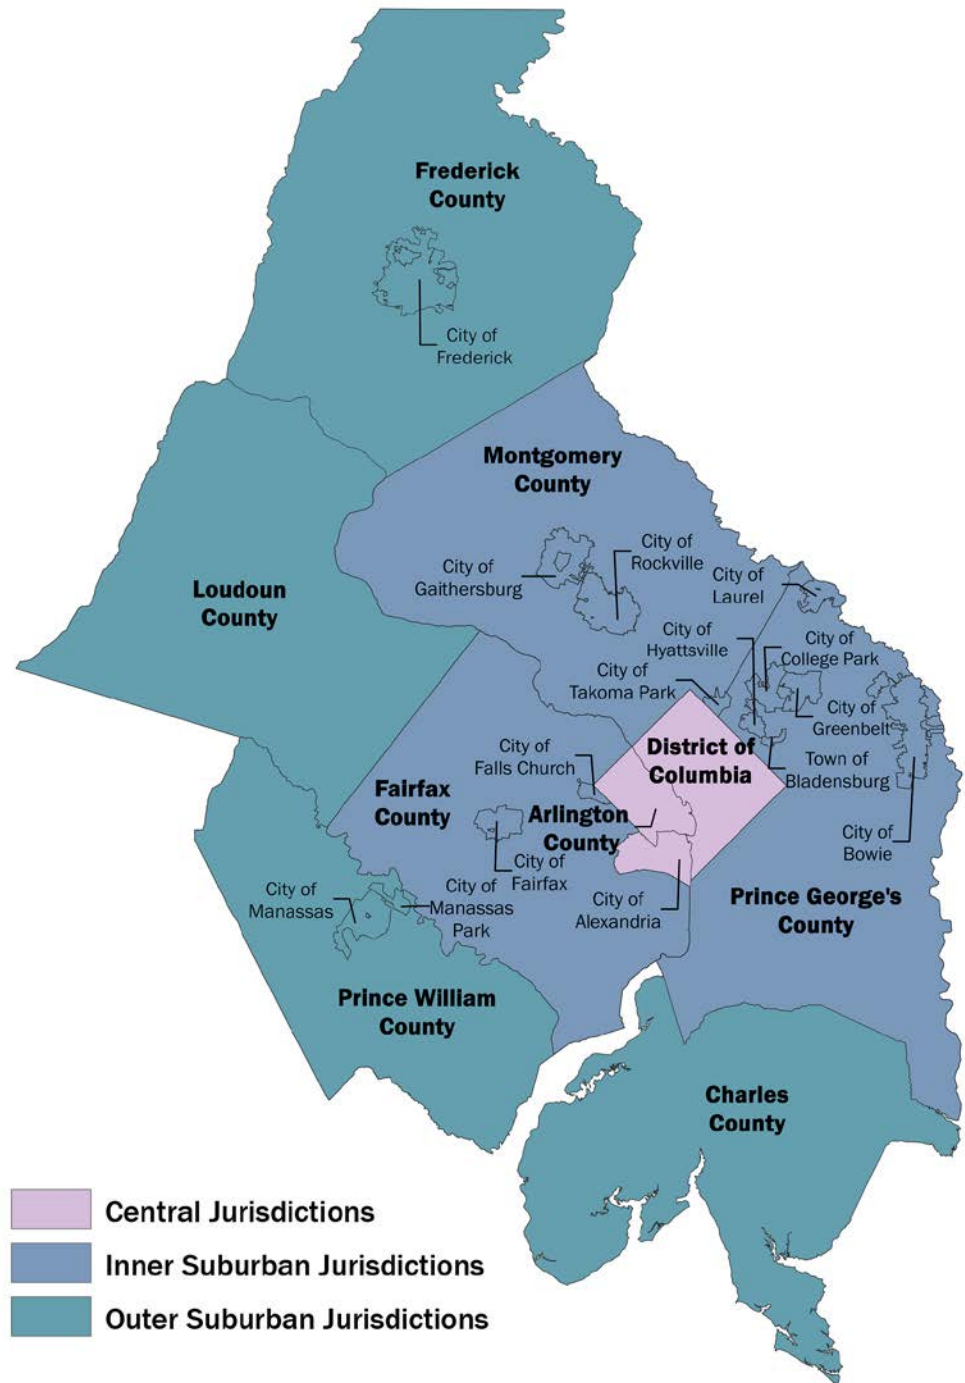 Frederick
County
City of
Frederick
Montgomery
County
City of
Rockville
City of
Gaithersburg
City of
Laurel
Loudoun
County
City of
Hyattsville
City of
College Park
City of
Takoma Park
City of
Greenbelt
District of
Columbia
City of
Falls Church
Town of
Bladensburg
Fairfax
County
Arlington
County
City of
Bowie
City of
Fairfax
City of
Manassas
City of
Manassas
Park
City of
Alexandria
Prince George's
County
Prince William
County
Charles
County
Central Jurisdictions
Inner Suburban Jurisdictions
Outer Suburban Jurisdictions